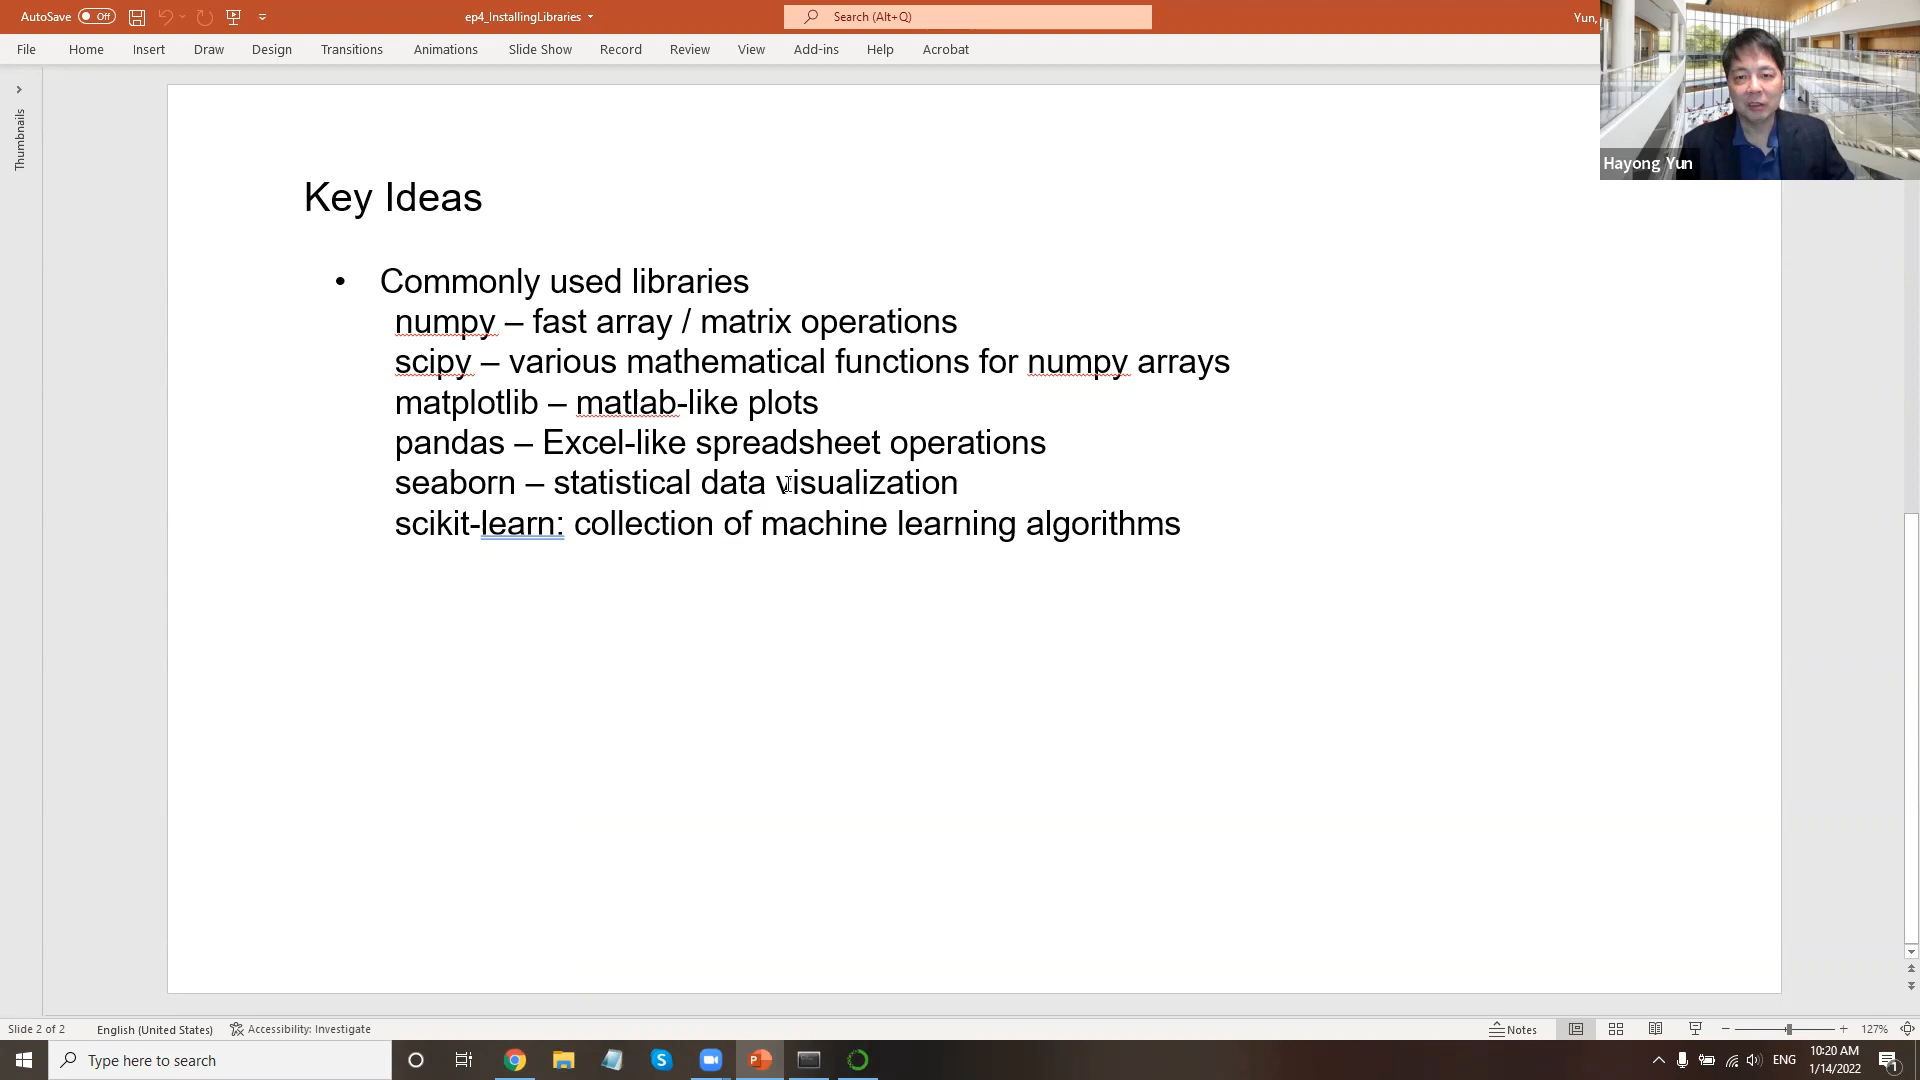 AutoSave Off ep4_InstallingLibraries Search (Alt+Q) Yun,
File Home Insert Draw Design Transitions Animations Slide Show Record Review View Add-ins Help Acrobat
Hayong Yun
Thumbnails
Key Ideas
• Commonly used libraries
numpy – fast array / matrix operations
scipy – various mathematical functions for numpy arrays
matplotlib – matlab-like plots
pandas – Excel-like spreadsheet operations
seaborn – statistical data visualization
scikit-learn: collection of machine learning algorithms
Slide 2 of 2 English (United States) Accessibility: Investigate Notes 127%
Type here to search ENG 10:20 AM
1/14/2022 1